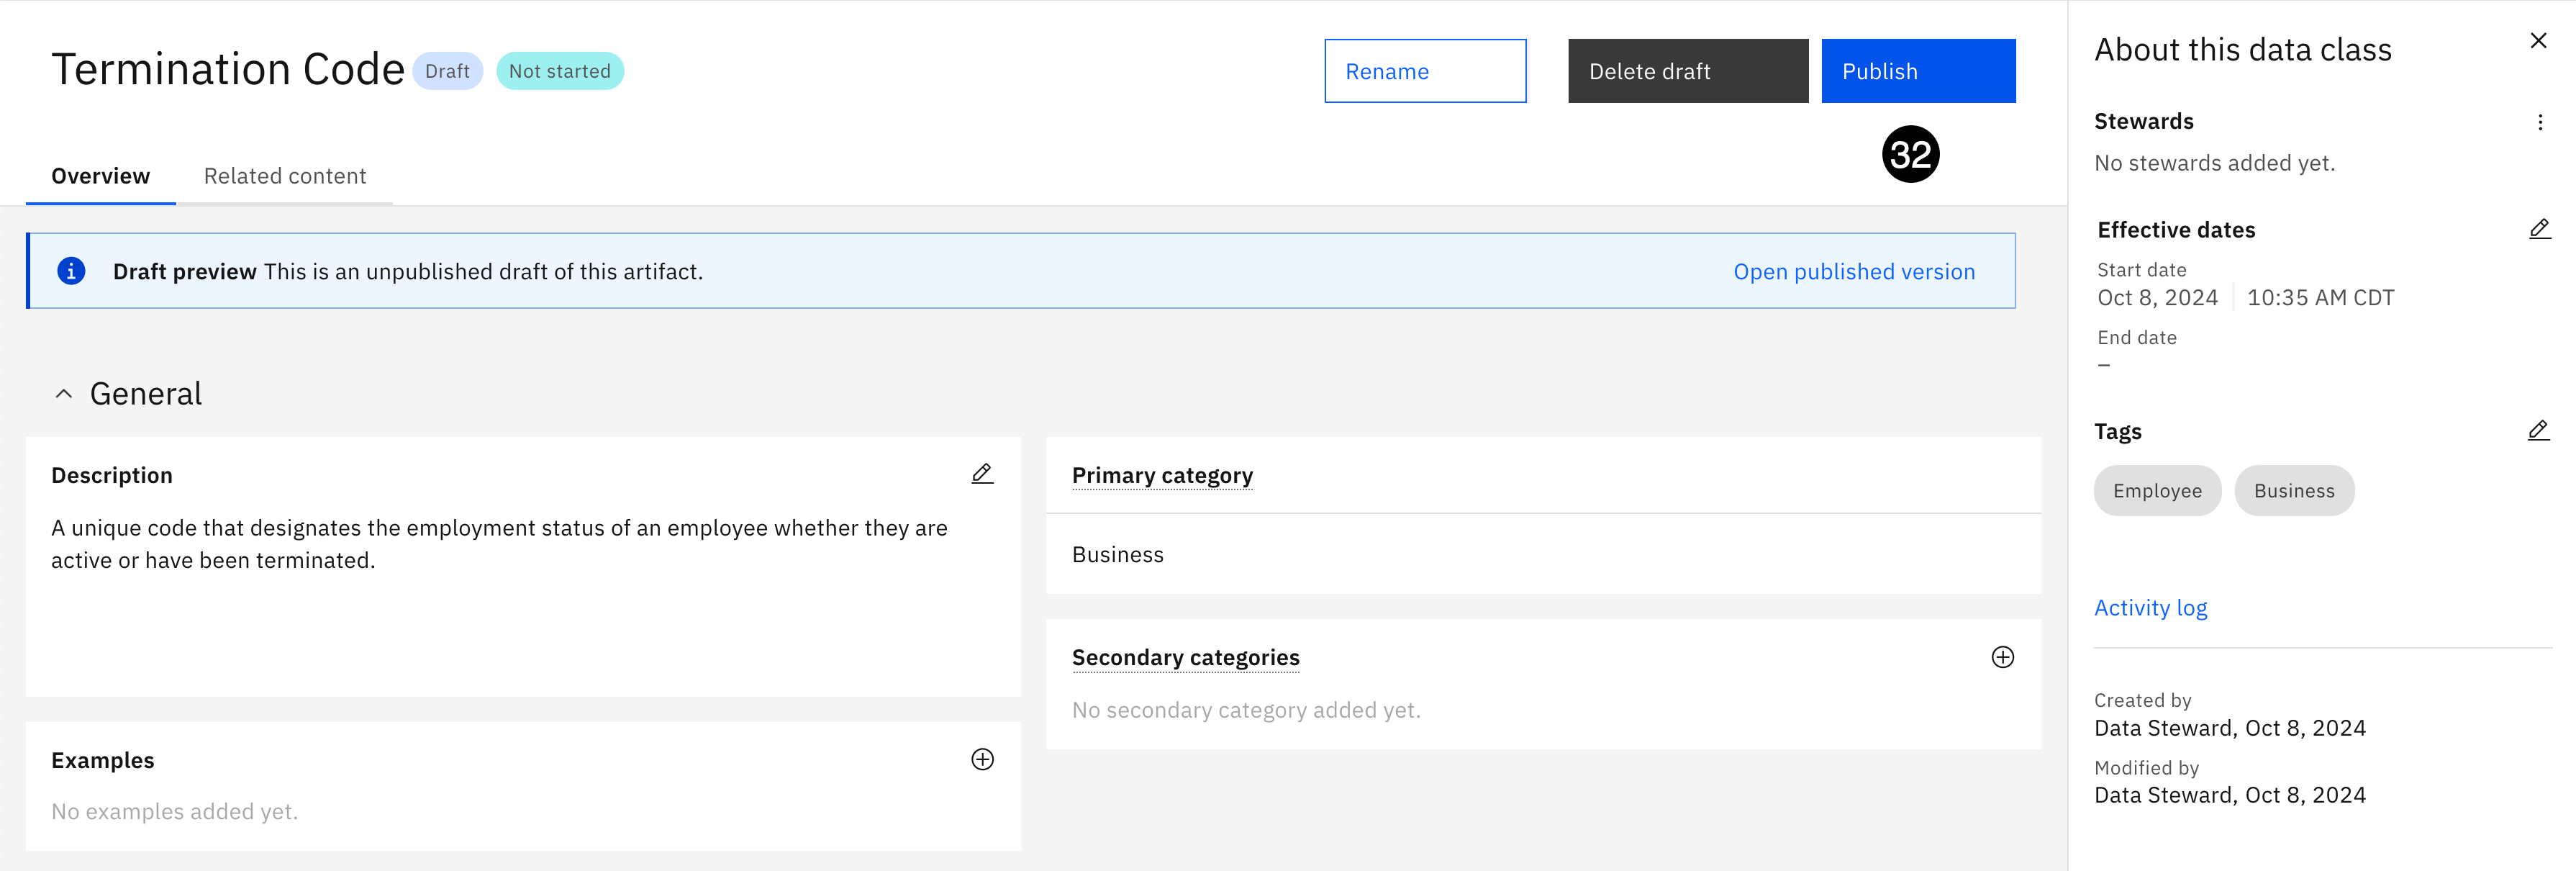 Termination Code Draft Not started
Rename Delete draft Publish
32
Overview Related content
Draft preview This is an unpublished draft of this artifact. Open published version
General
Description
A unique code that designates the employment status of an employee whether they are
active or have been terminated.
Examples
No examples added yet.
Primary category
Business
Secondary categories
No secondary category added yet.
About this data class
Stewards
No stewards added yet.
Effective dates
Start date
Oct 8, 2024 10:35 AM CDT
End date
–
Tags
Employee Business
Activity log
Created by
Data Steward, Oct 8, 2024
Modified by
Data Steward, Oct 8, 2024